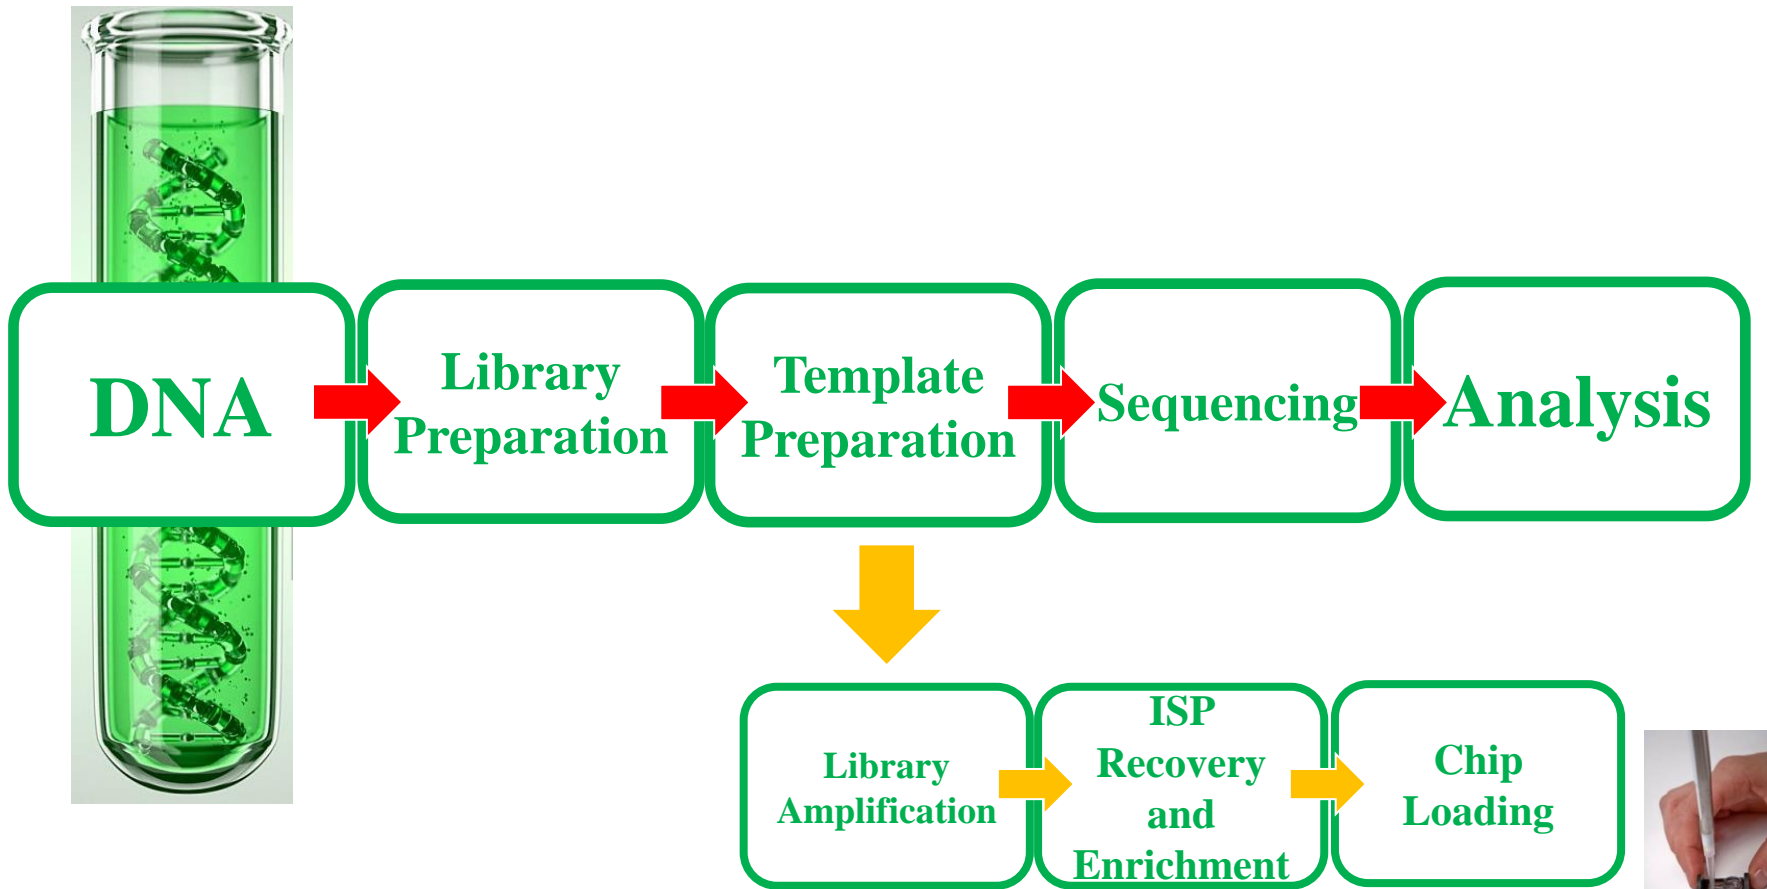 DNA
Library
Preparation
Template
Preparation
Sequencing
Analysis
Library
Amplification
ISP
Recovery
and
Enrichment
Chip
Loading